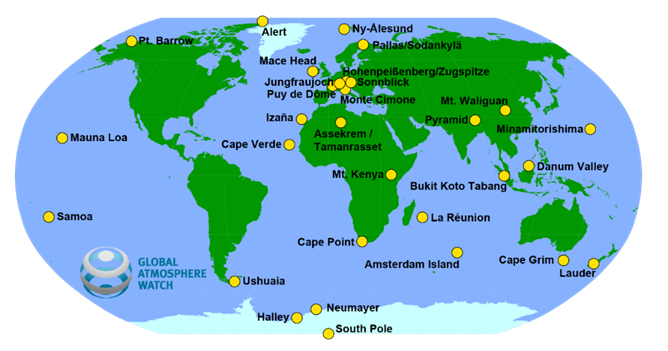 Alert
Ny-Ålesund
Pt. Barrow
Pallas/Sodankylä
Mace Head
Hohenpeißenberg/Zugspitze
Jungfraujoch
Sonnblick
Puy de Dôme
Monte Cimone
Mt. Waliguan
Izaña
Pyramid
Minamitorishima
Assekrem /
Tamanrasset
Mauna Loa
Cape Verde
Danum Valley
Mt. Kenya
Bukit Koto Tabang
Samoa
La Réunion
Cape Point
Amsterdam Island
Cape Grim
Lauder
GLOBAL
ATMOSPHERE
WATCH
Ushuaia
Neumayer
Halley
South Pole